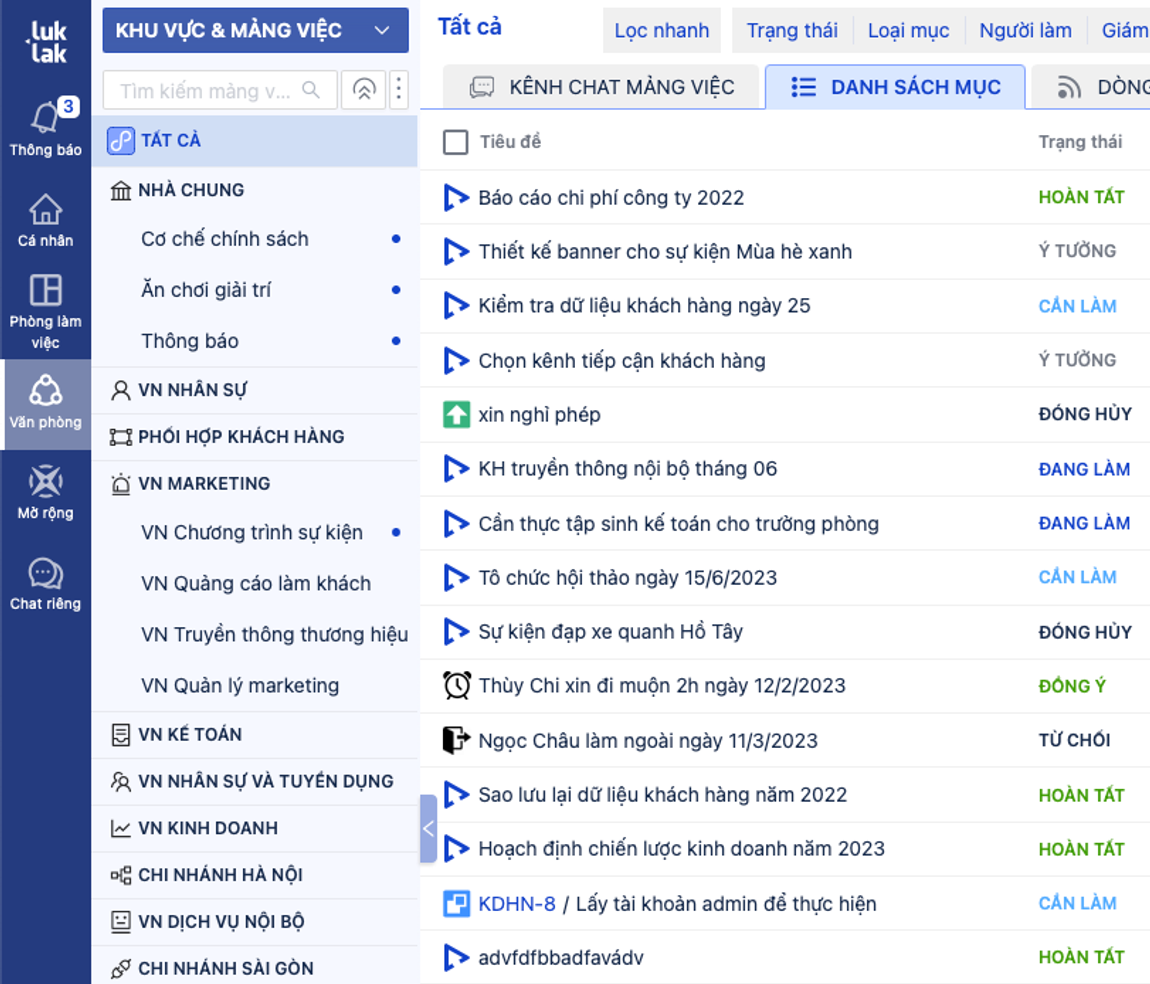 luk
lak
3
Thông báo
Cá nhân
Phòng làm
việc
Văn phòng
Mở rộng
Chat riêng
KHU VỰC & MẢNG VIỆC
Tìm kiếm mảng v...
TẤT CẢ
NHÀ CHUNG
Cơ chế chính sách
Ăn chơi giải trí
Thông báo
VN NHÂN SỰ
PHỐI HỢP KHÁCH HÀNG
VN MARKETING
VN Chương trình sự kiện
VN Quảng cáo làm khách
VN Truyền thông thương hiệu
VN Quản lý marketing
VN KẾ TOÁN
VN NHÂN SỰ VÀ TUYỂN DỤNG
VN KINH DOANH
CHI NHÁNH HÀ NỘI
VN DỊCH VỤ NỘI BỘ
CHI NHÁNH SÀI GÒN
Tất cả
Lọc nhanh
Trạng thái Loại mục Người làm Giám
KÊNH CHAT MẢNG VIỆC DANH SÁCH MỤC DÒNG
Tiêu đề Trạng thái
Báo cáo chi phí công ty 2022 HOÀN TẤT
Thiết kế banner cho sự kiện Mùa hè xanh Ý TƯỞNG
Kiểm tra dữ liệu khách hàng ngày 25 CẦN LÀM
Chọn kênh tiếp cận khách hàng Ý TƯỞNG
xin nghỉ phép ĐÓNG HỦY
KH truyền thông nội bộ tháng 06 ĐANG LÀM
Cần thực tập sinh kế toán cho trưởng phòng ĐANG LÀM
Tổ chức hội thảo ngày 15/6/2023 CẦN LÀM
Sự kiện đạp xe quanh Hồ Tây ĐÓNG HỦY
Thùy Chi xin đi muộn 2h ngày 12/2/2023 ĐỒNG Ý
Ngọc Châu làm ngoài ngày 11/3/2023 TỪ CHỐI
Sao lưu lại dữ liệu khách hàng năm 2022 HOÀN TẤT
Hoạch định chiến lược kinh doanh năm 2023 HOÀN TẤT
KDHN-8 / Lấy tài khoản admin để thực hiện CẦN LÀM
advfdfbbadfavádv HOÀN TẤT